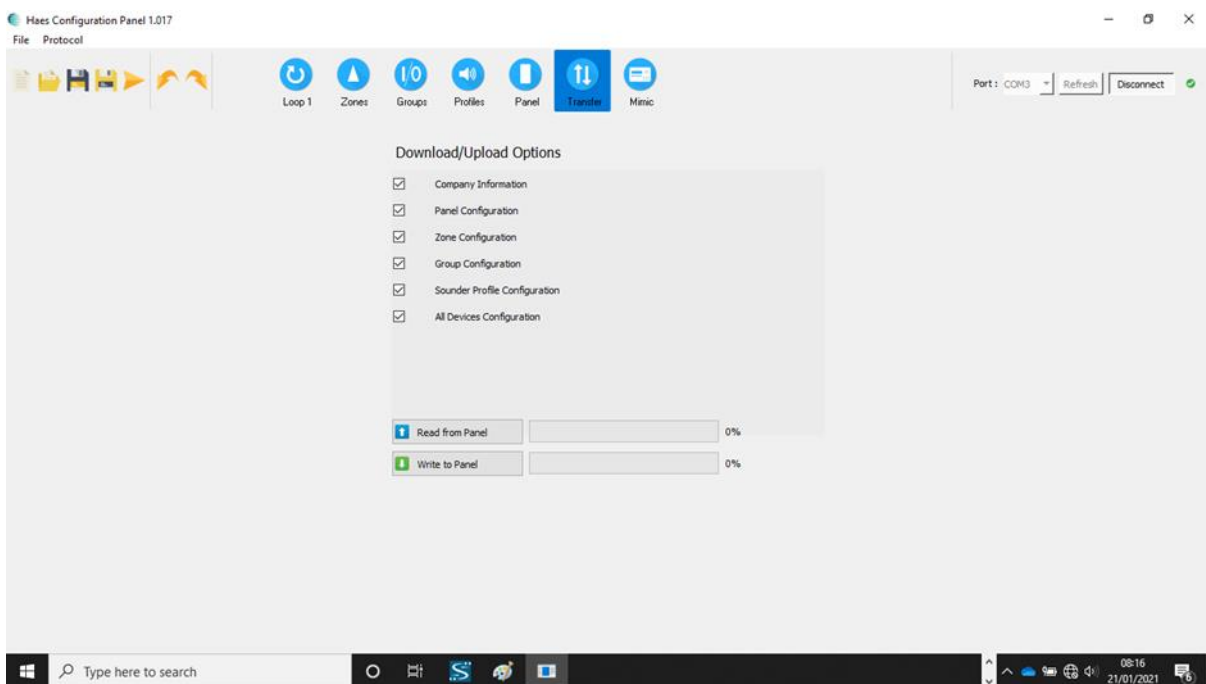 Haes Configuration Panel 1.017
File Protocol
Port : COM3 Refresh Disconnect
I/O
Loop 1 Zones Groups Profiles Panel Transfer Mimic
Download/Upload Options
Company Information
Panel Configuration
Zone Configuration
Group Configuration
Sounder Profile Configuration
All Devices Configuration
Read from Panel 0%
Write to Panel 0%
Type here to search
08:16
21/01/2021
6